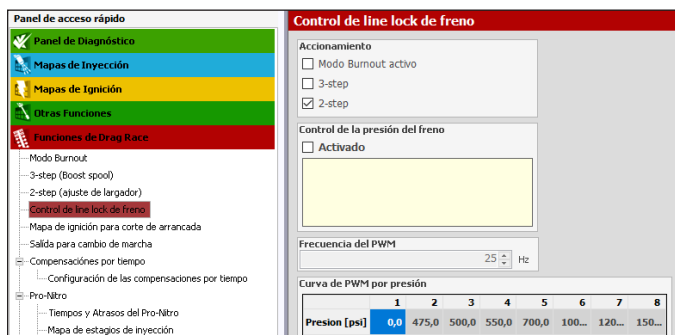 Panel de acceso rápido
Panel de Diagnóstico
Mapas de Inyección
Mapas de Ignición
Otras Funciones
Funciones de Drag Race
Modo Burnout
3-step (Boost spool)
2-step (ajuste de largador)
Control de line lock de freno
Mapa de ignición para corte de arrancada
Salída para cambio de marcha
Compensaciónes por tiempo
Configuración de las compensaciónes por tiempo
Pro-Nitro
Tiempos y Atrasos del Pro-Nitro
Mapa de estagios de inyección
Control de line lock de freno
Accionamiento
Modo Burnout activo
3-step
2-step
Control de la presión del freno
Activado
Frecuencia del PWM
25 Hz
Curva de PWM por presión
1 2 3 4 5 6 7 8
Presion [psi] 0,0 475,0 500,0 550,0 700,0 100... 120... 150...